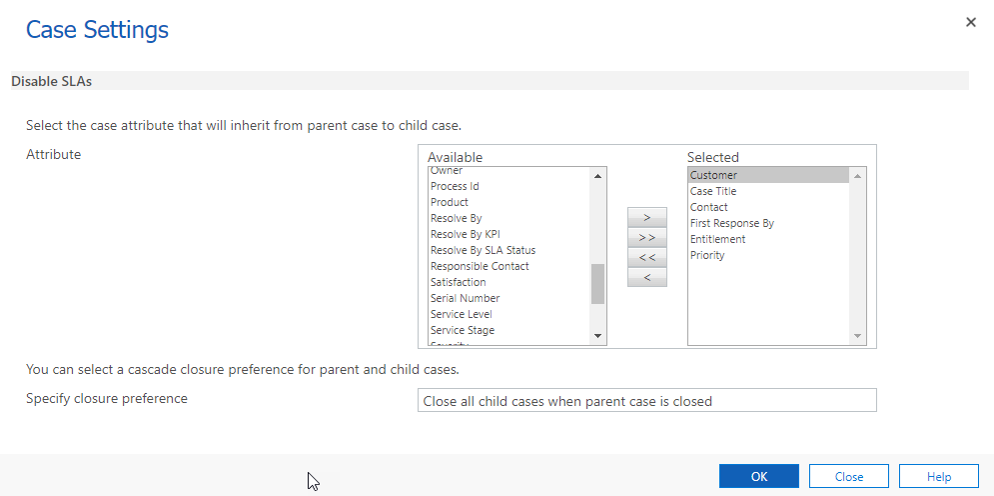 Case Settings
Disable SLAs
Select the case attribute that will inherit from parent case to child case.
Attribute
Available
Owner
Process Id
Product
Resolve By
Resolve By KPI
Resolve By SLA Status
Responsible Contact
Satisfaction
Serial Number
Service Level
Service Stage
Severity
>
>>
<<
<
Selected
Customer
Case Title
Contact
First Response By
Entitlement
Priority
You can select a cascade closure preference for parent and child cases.
Specify closure preference
Close all child cases when parent case is closed
OK
Close
Help